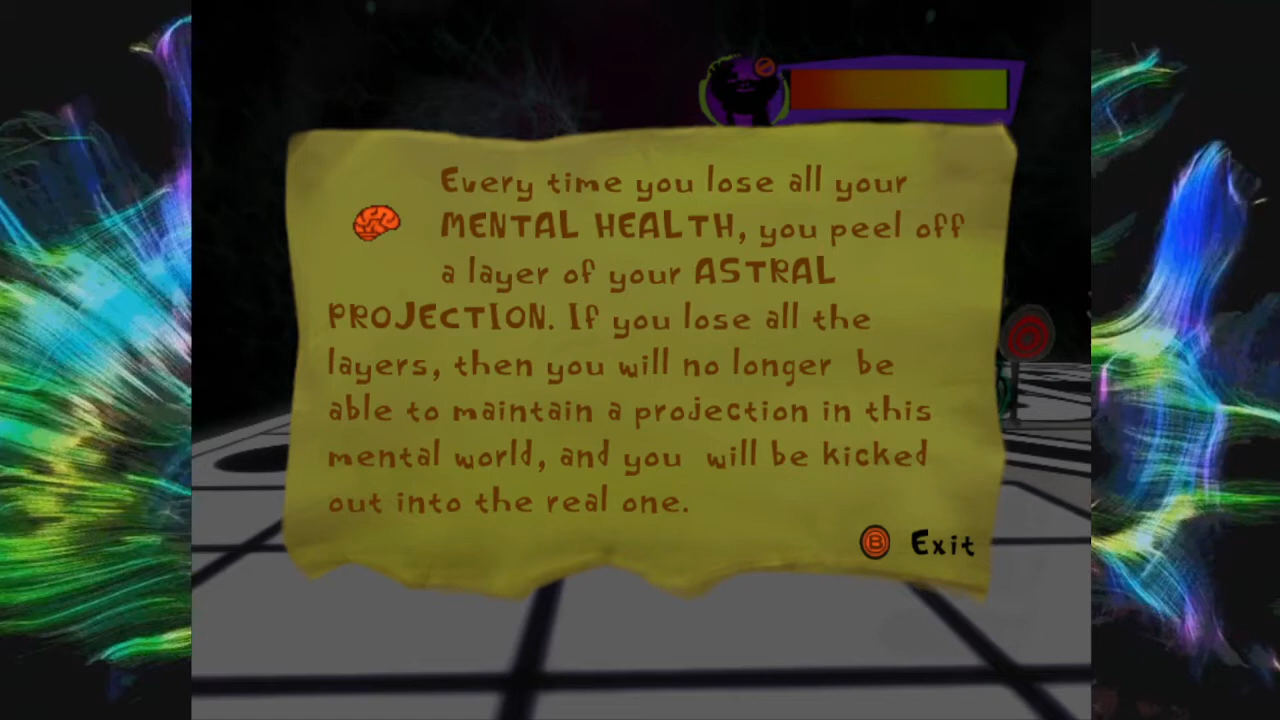 Every time you lose all your
MENTAL HEALTH, you peel off
a layer of your ASTRAL
PROJECTION. If you lose all the
layers, then you will no longer be
able to maintain a projection in this
mental world, and you will be kicked
out into the real one.
B Exit